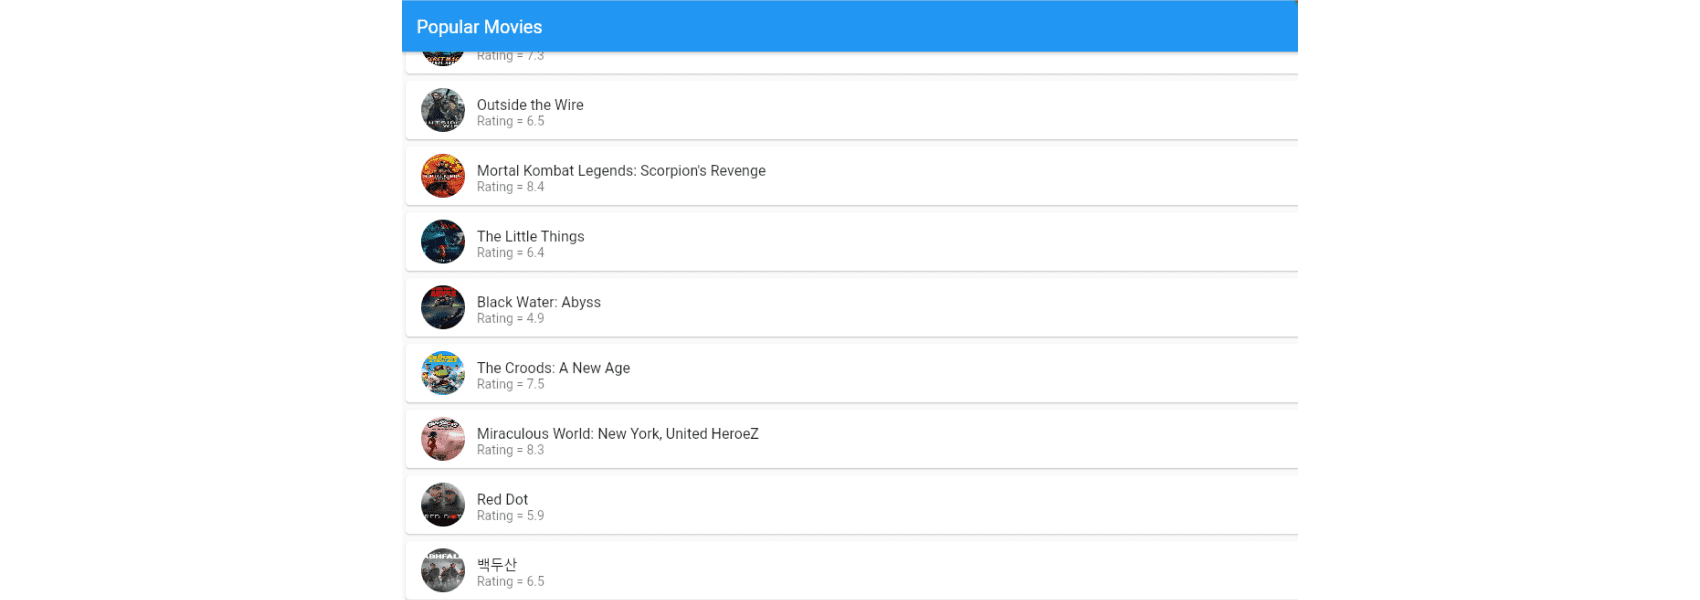 Popular Movies
Rating = 7.3
Outside the Wire
Rating = 6.5
Mortal Kombat Legends: Scorpion's Revenge
Rating = 8.4
The Little Things
Rating = 6.4
Black Water: Abyss
Rating = 4.9
The Croods: A New Age
Rating = 7.5
Miraculous World: New York, United HeroeZ
Rating = 8.3
Red Dot
Rating = 5.9
백두산
Rating = 6.5